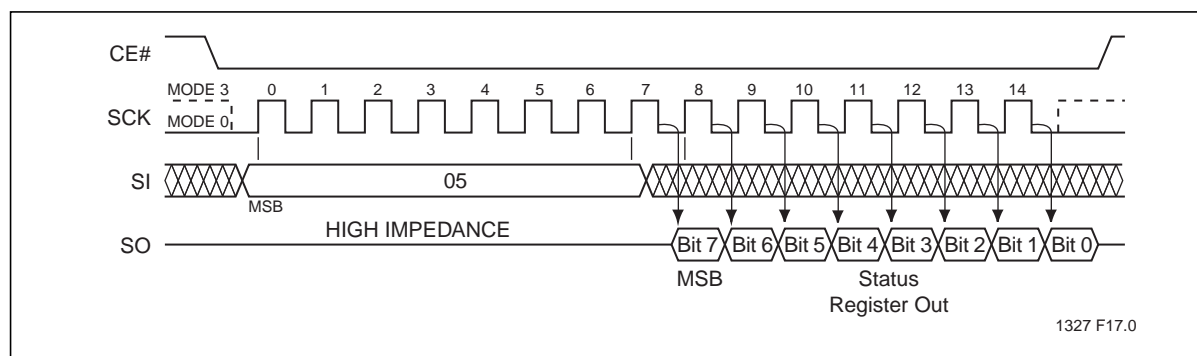 CE#
MODE 3 0 1 2 3 4 5 6 7 8 9 10 11 12 13 14
SCK MODE 0
SI 05
MSB
HIGH IMPEDANCE
SO Bit 7 Bit 6 Bit 5 Bit 4 Bit 3 Bit 2 Bit 1 Bit 0
MSB Status
Register Out
1327 F17.0